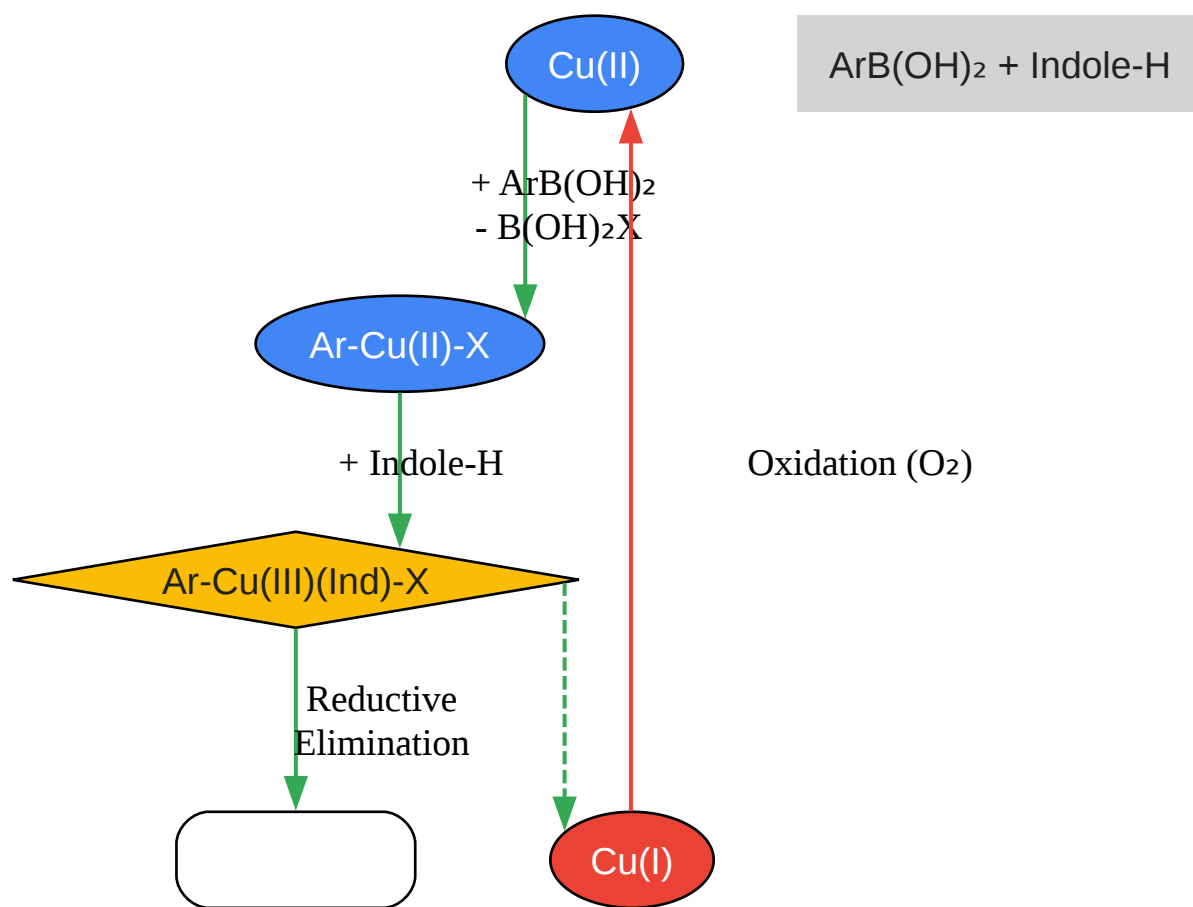 Cu(II)
ArB(OH)₂ + Indole-H
+ ArB(OH)₂
- B(OH)₂X
Ar-Cu(II)-X
+ Indole-H
Oxidation (O₂)
Ar-Cu(III)(Ind)-X
Reductive
Elimination
Cu(I)